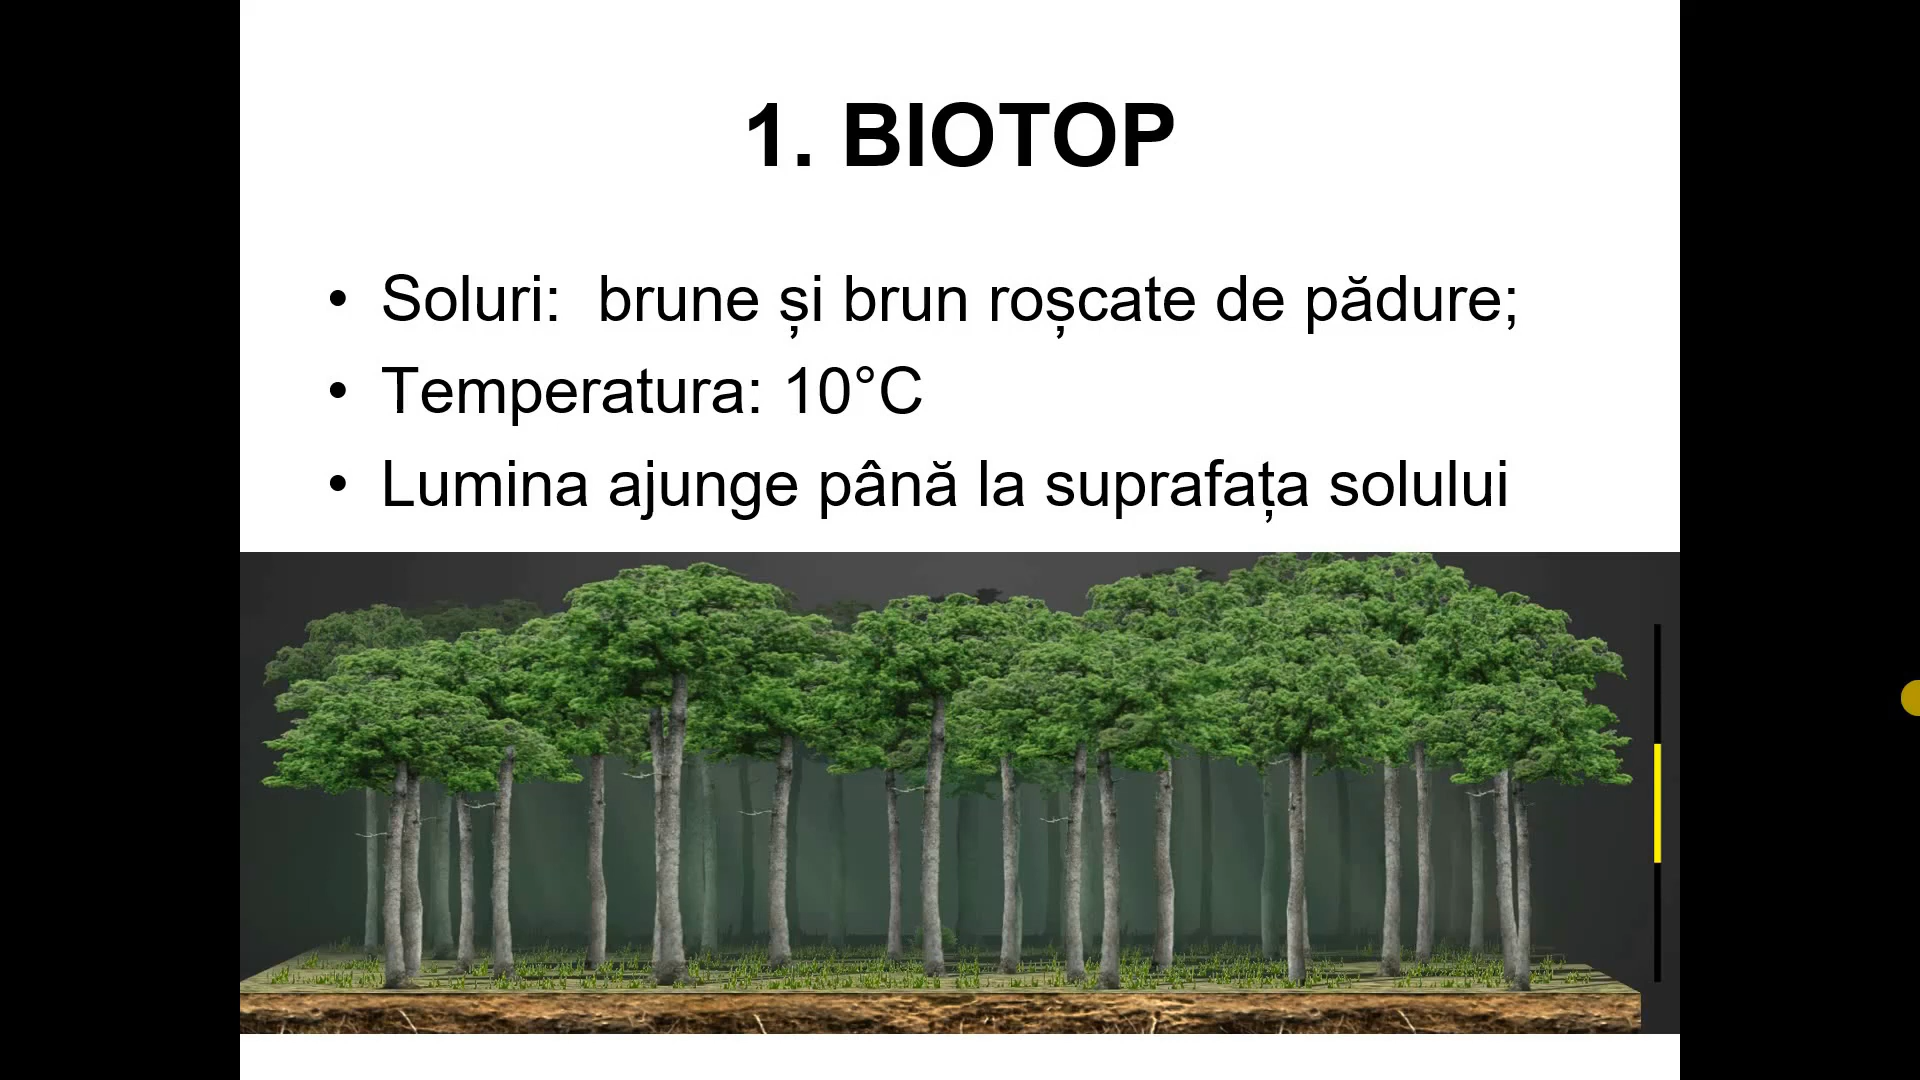 1. BIOTOP
• Soluri:  brune și brun roșcate de pădure;
• Temperatura: 10°C
• Lumina ajunge până la suprafața solului